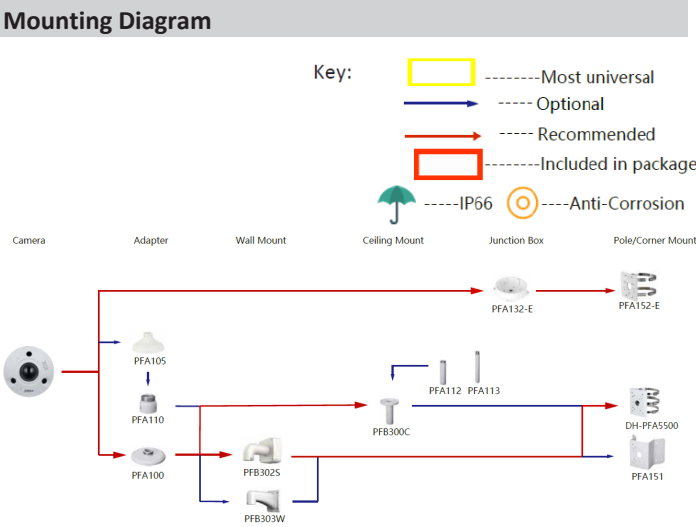 Mounting Diagram
Key:
--------Most universal
----- Optional
----- Recommended
--------Included in package
-----IP66 ----Anti-Corrosion
Camera Adapter Wall Mount Ceiling Mount Junction Box Pole/Corner Mount
PFA132-E PFA152-E
PFA105
PFA112 PFA113
PFA110
PFB300C DH-PFA5500
PFA100 PFB302S PFA151
PFB303W